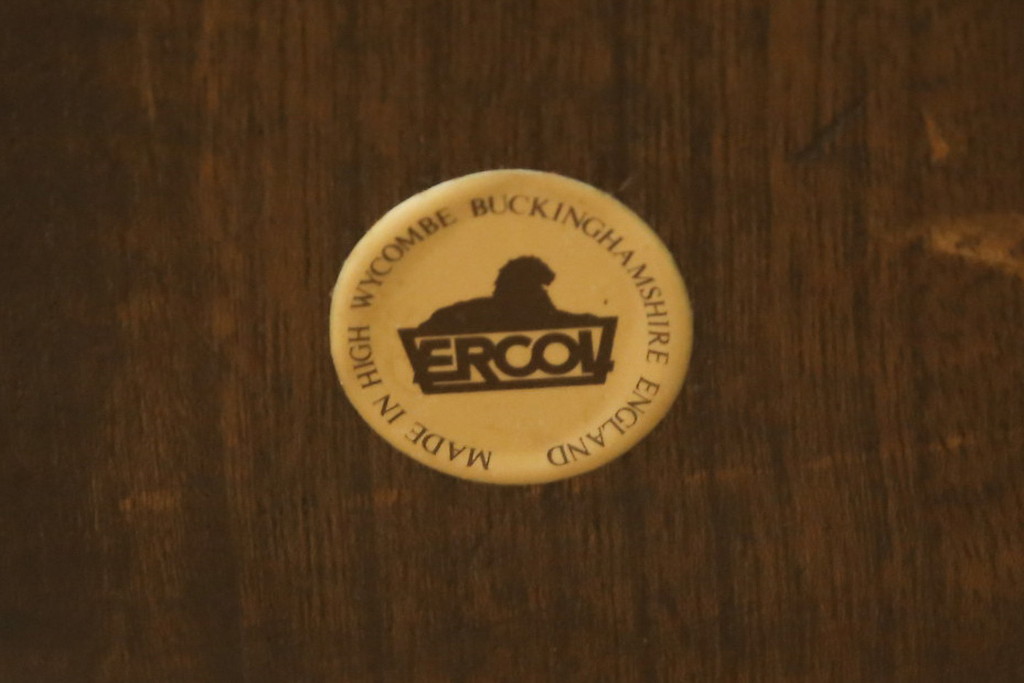 MADE IN HIGH WYCOMBE BUCKINGHAMSHIRE ENGLAND
ERCOL